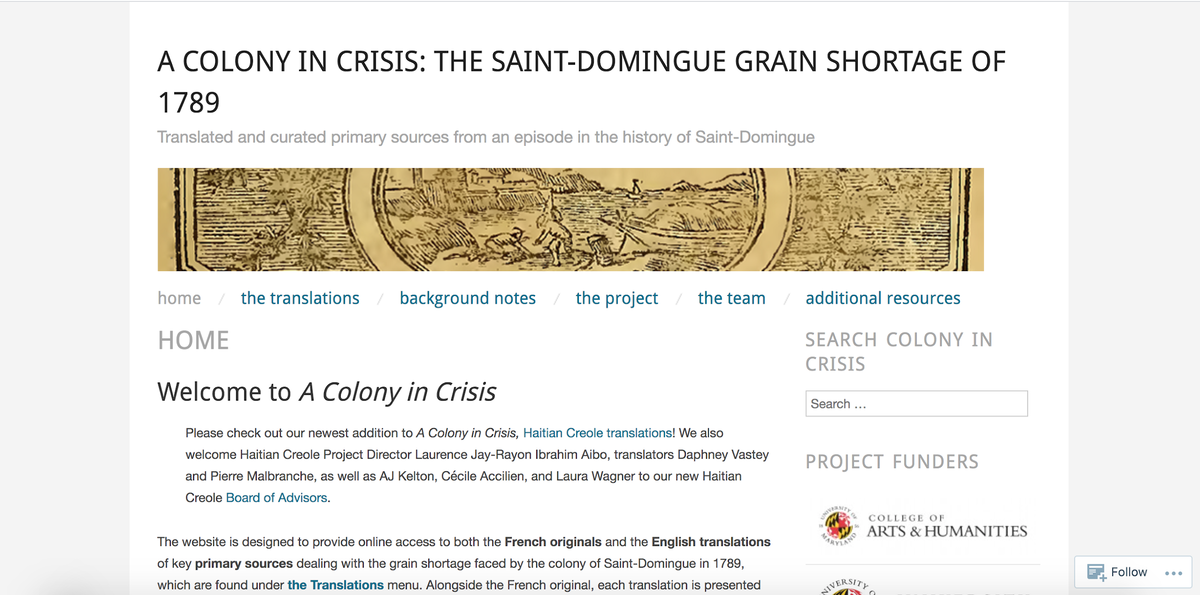 A COLONY IN CRISIS: THE SAINT-DOMINGUE GRAIN SHORTAGE OF
1789
Translated and curated primary sources from an episode in the history of Saint-Domingue
home / the translations / background notes / the project / the team / additional resources
HOME
Welcome to A Colony in Crisis
Please check out our newest addition to A Colony in Crisis, Haitian Creole translations! We also
welcome Haitian Creole Project Director Laurence Jay-Rayon Ibrahim Aibo, translators Daphney Vastey
and Pierre Malbranche, as well as AJ Kelton, Cécile Accilien, and Laura Wagner to our new Haitian
Creole Board of Advisors.
The website is designed to provide online access to both the French originals and the English translations
of key primary sources dealing with the grain shortage faced by the colony of Saint-Domingue in 1789,
which are found under the Translations menu. Alongside the French original, each translation is presented
SEARCH COLONY IN
CRISIS
Search ...
PROJECT FUNDERS
UNIVERSITY OF
MARYLAND
COLLEGE OF
ARTS & HUMANITIES
Follow